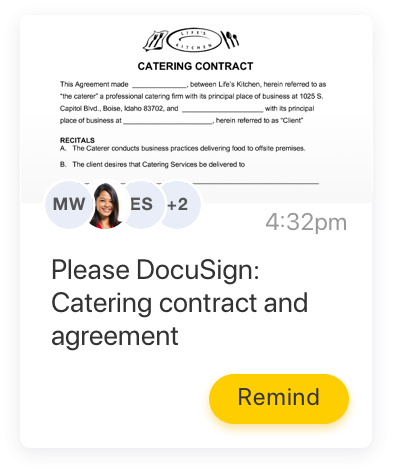 LIFE'S
KITCHEN
CATERING CONTRACT
This Agreement made ______________, between Life's Kitchen, herein referred to as
"the caterer" a professional catering firm with its principal place of business at 1025 S.
Capitol Blvd., Boise, Idaho 83702, and ____________________ with its principal
place of business at ______________________, herein referred to as "Client"
RECITALS
A. The Caterer conducts business practices delivering food to offsite premises.
B. The client desires that Catering Services be delivered to
MW ES +2
4:32pm
Please DocuSign:
Catering contract and
agreement
Remind